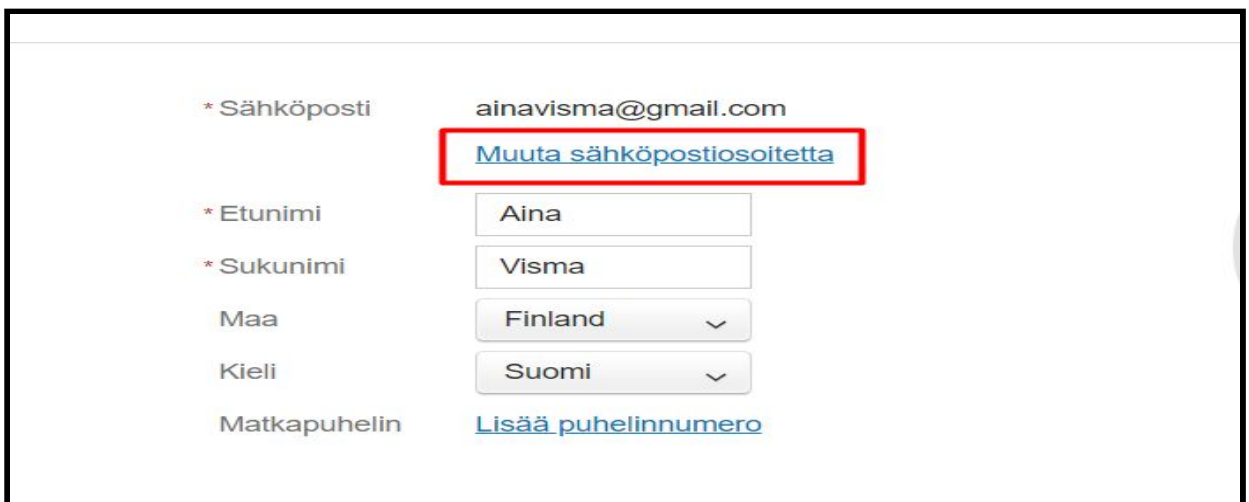 * Sähköposti ainavisma@gmail.com
Muuta sähköpostiosoitetta
* Etunimi Aina
* Sukunimi Visma
Maa Finland
Kieli Suomi
Matkapuhelin Lisää puhelinnumero